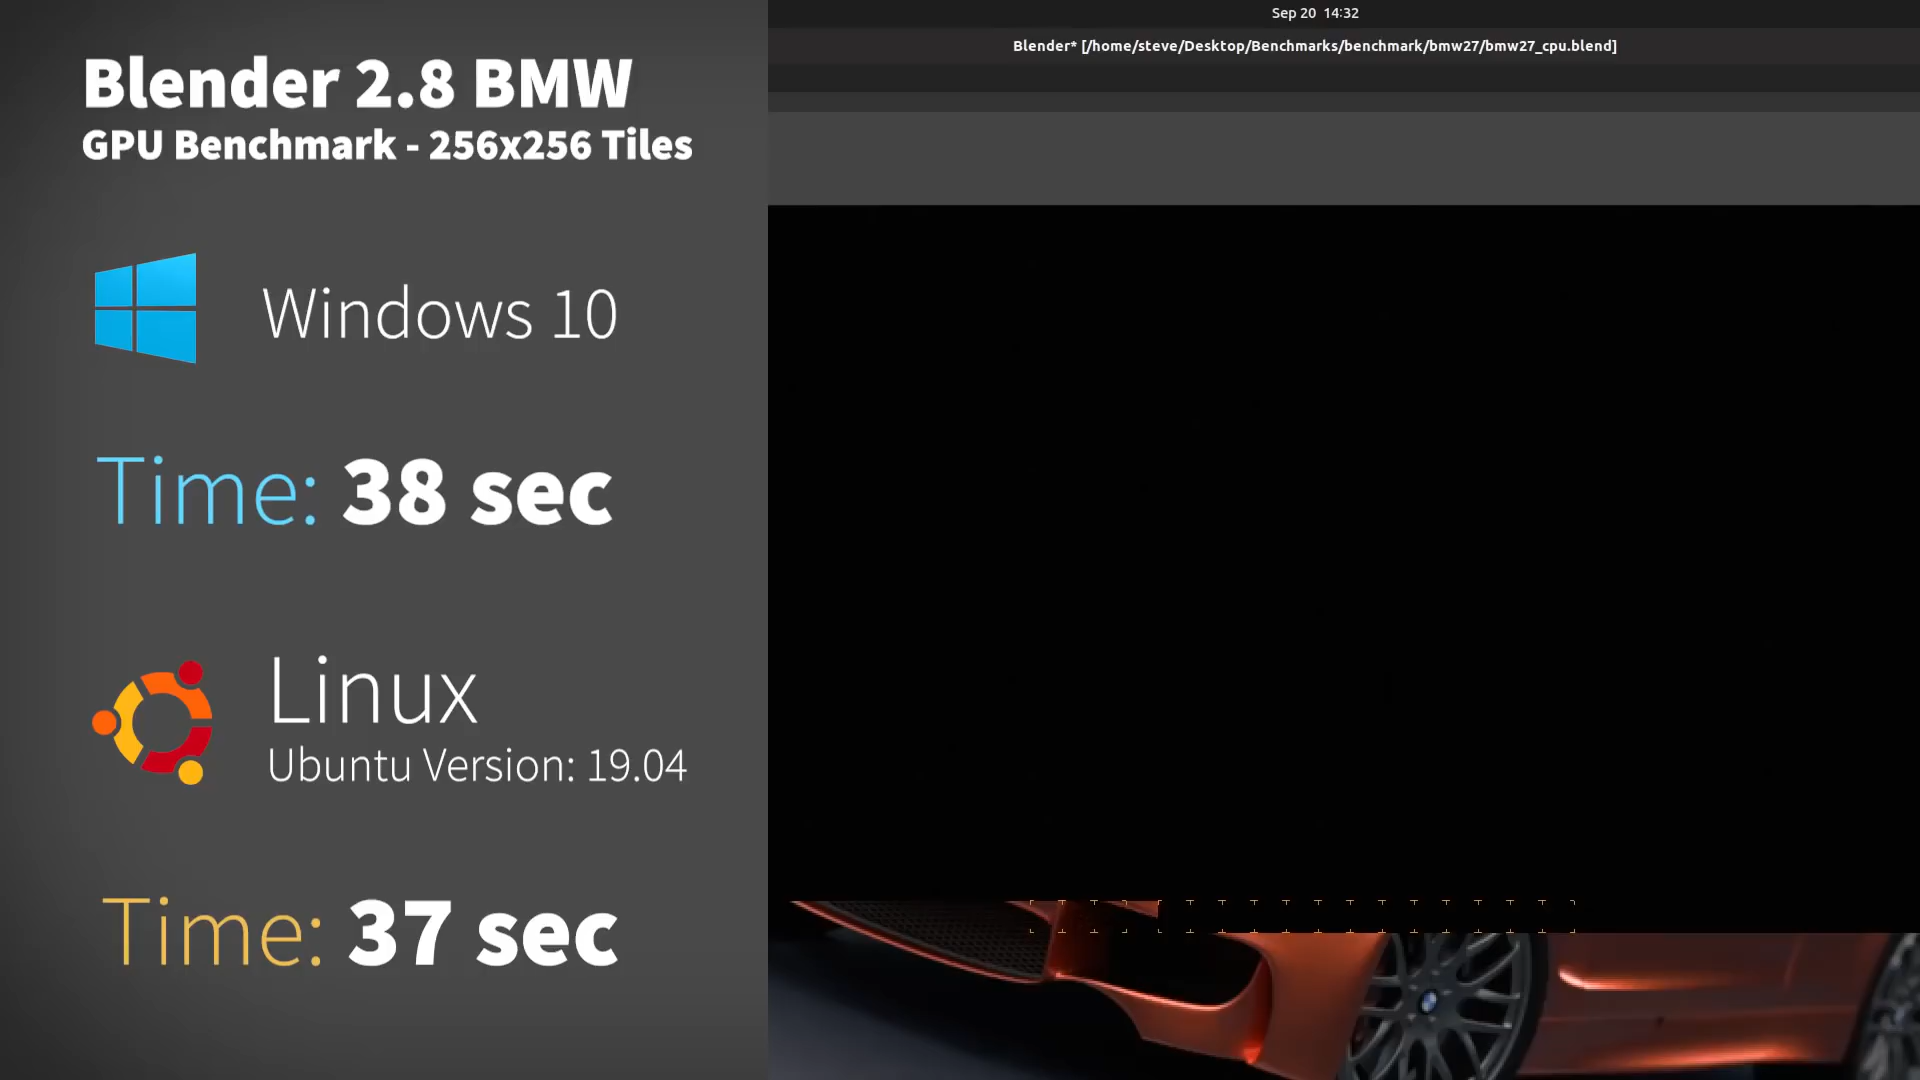 Blender 2.8 BMW
GPU Benchmark - 256x256 Tiles
Windows 10
Time: 38 sec
Linux
Ubuntu Version: 19.04
Time: 37 sec
Sep 20 14:32
Blender* [/home/steve/Desktop/Benchmarks/benchmark/bmw27/bmw27_cpu.blend]